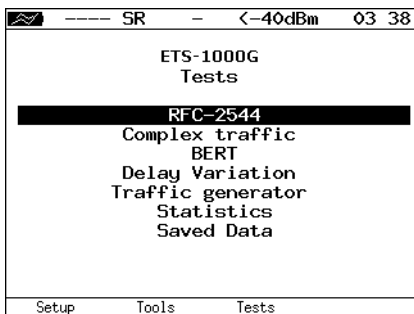 ---- SR – <-40dBm 03 38
ETS-1000G
Tests
RFC-2544
Complex traffic
BERT
Delay Variation
Traffic generator
Statistics
Saved Data
Setup Tools Tests